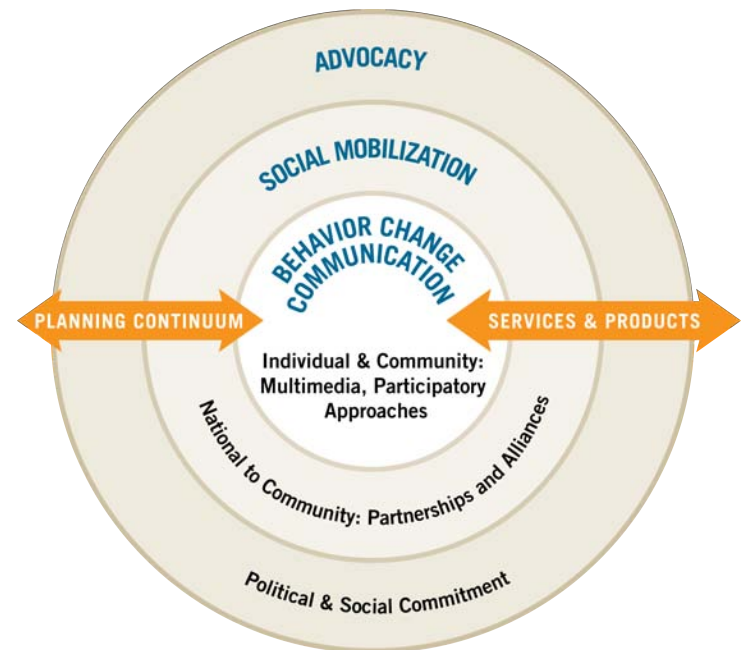 ADVOCACY
SOCIAL MOBILIZATION
BEHAVIOR CHANGE
COMMUNICATION
PLANNING CONTINUUM
SERVICES & PRODUCTS
Individual & Community:
Multimedia, Participatory
Approaches
National to Community: Partnerships and Alliances
Political & Social Commitment